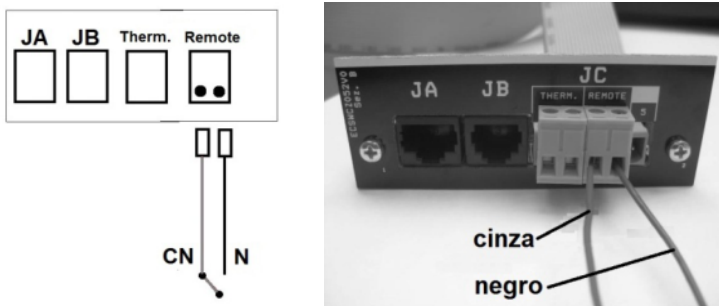 JA JB Therm. Remote
CN N
JA JB JC
THERM. REMOTE
cinza
negro